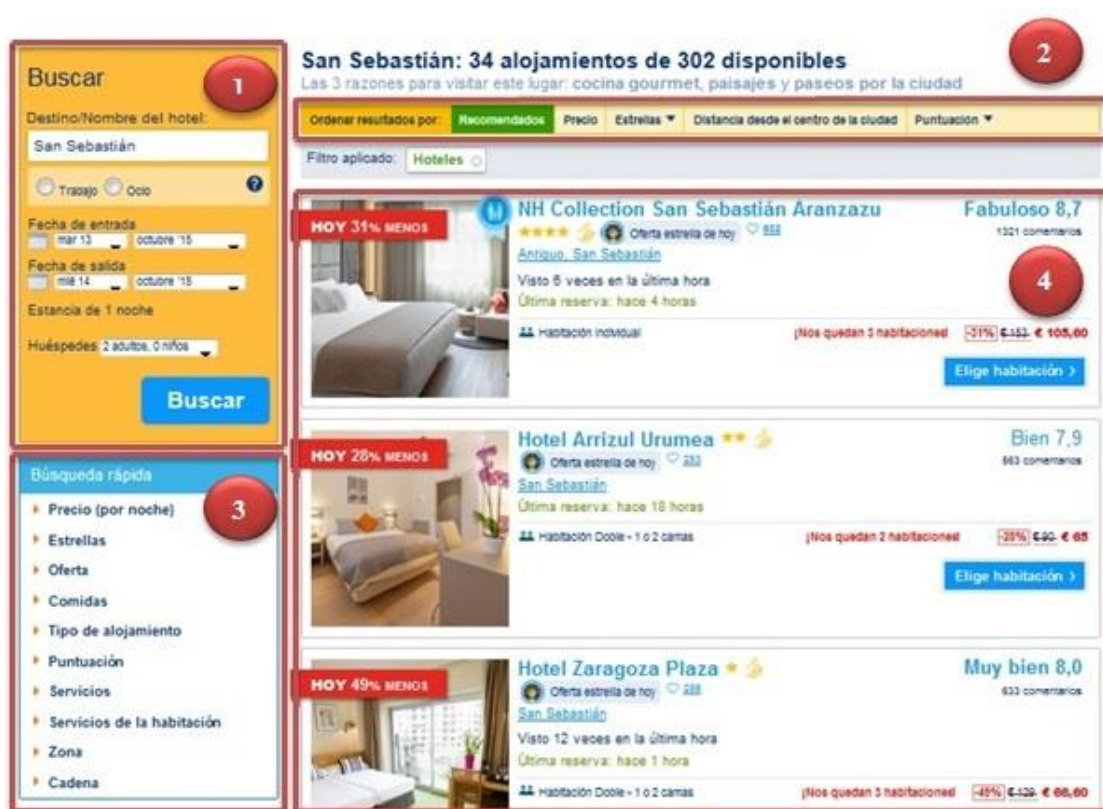 Buscar
1
Destino/Nombre del hotel:
San Sebastián
Trabajo Ocio ?
Fecha de entrada
mar 13 octubre '15
Fecha de salida
mié 14 octubre '15
Estancia de 1 noche
Huéspedes 2 adultos, 0 niños
Buscar
Búsqueda rápida
3
Precio (por noche)
Estrellas
Oferta
Comidas
Tipo de alojamiento
Puntuación
Servicios
Servicios de la habitación
Zona
Cadena
San Sebastián: 34 alojamientos de 302 disponibles
2
Las 3 razones para visitar este lugar: cocina gourmet, paisajes y paseos por la ciudad
Ordenar resultados por: Recomendados Precio Estrellas Distancia desde el centro de la ciudad Puntuación
Filtro aplicado: Hoteles
HOY 31% MENOS
NH Collection San Sebastián Aranzazu Fabuloso 8,7
Oferta estrella de hoy 1321 comentarios
Antiguo, San Sebastián
4
Visto 6 veces en la última hora
Última reserva: hace 4 horas
Habitación individual ¡Nos quedan 3 habitaciones! -31% € 153 € 105,60
Elige habitación >
HOY 28% MENOS
Hotel Arrizul Urumea Bien 7,9
Oferta estrella de hoy 563 comentarios
San Sebastián
Última reserva: hace 18 horas
Habitación Doble - 1 o 2 camas ¡Nos quedan 2 habitaciones! -28% € 90 € 65
Elige habitación >
HOY 49% MENOS
Hotel Zaragoza Plaza Muy bien 8,0
Oferta estrella de hoy 633 comentarios
San Sebastián
Visto 12 veces en la última hora
Última reserva: hace 1 hora
Habitación Doble - 1 o 2 camas ¡Nos quedan 3 habitaciones! -49% € 129 € 66,60